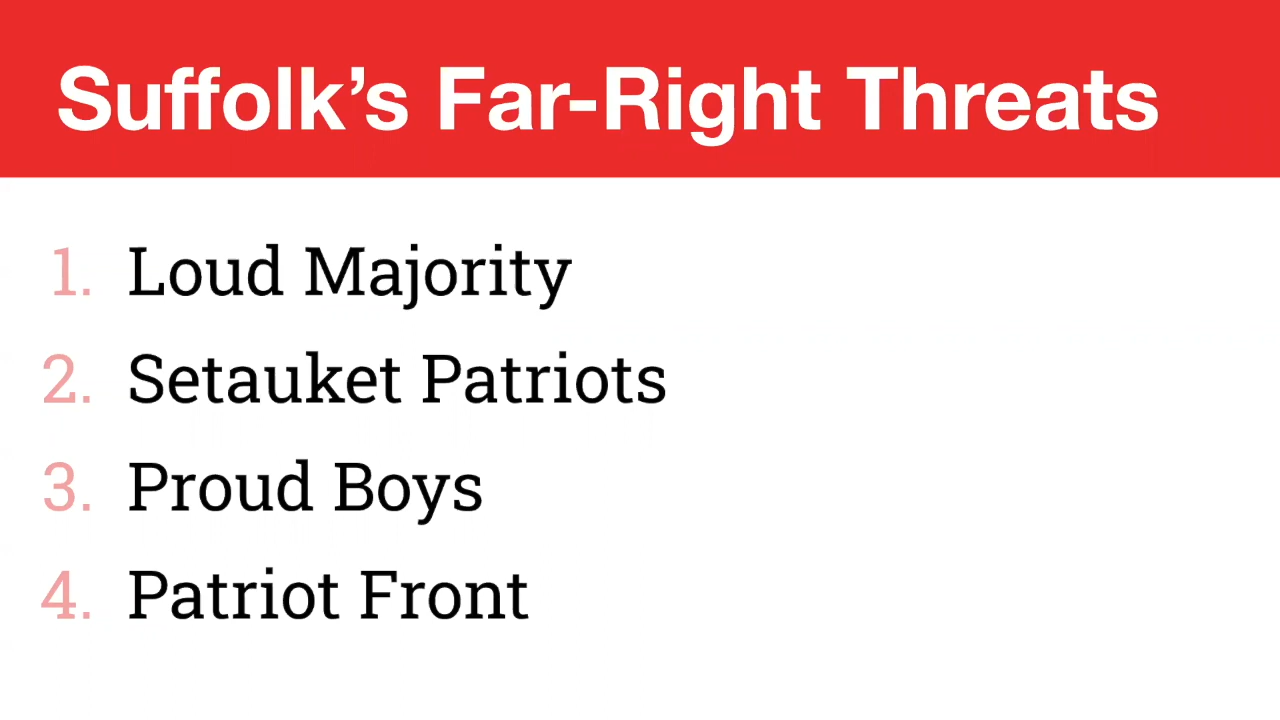 Suffolk’s Far-Right Threats
1. Loud Majority
2. Setauket Patriots
3. Proud Boys
4. Patriot Front